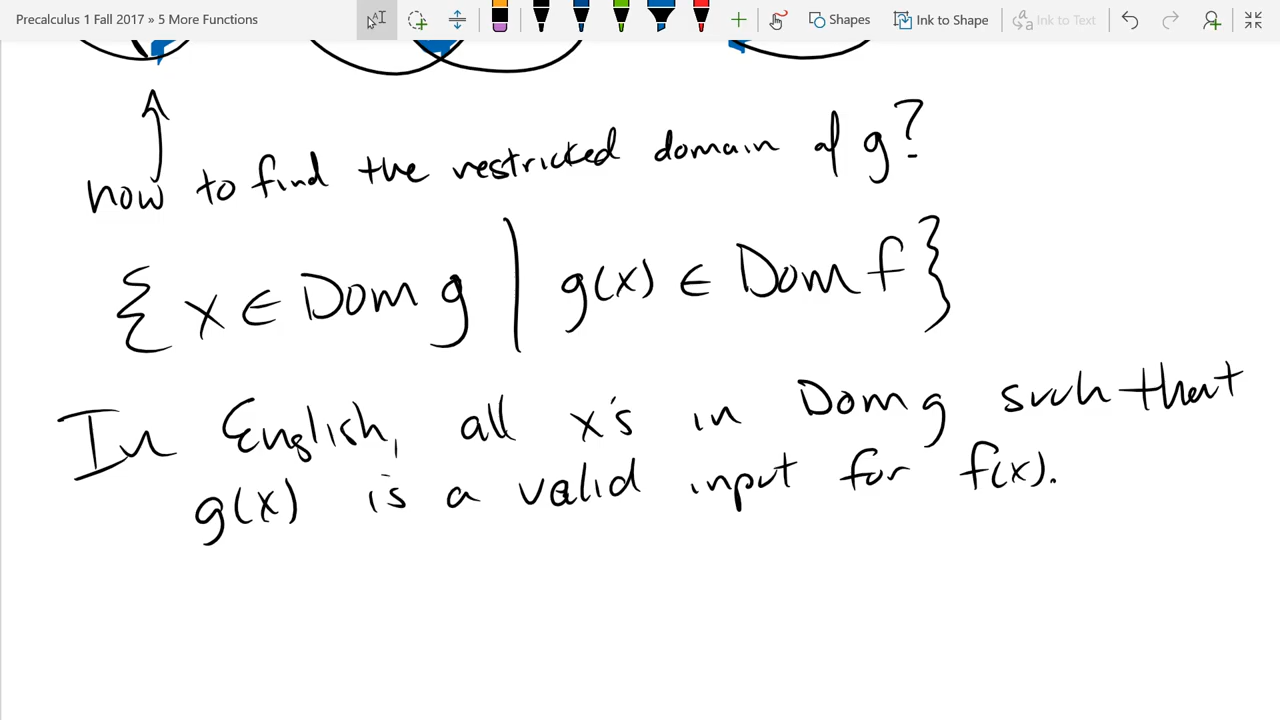 Precalculus 1 Fall 2017 » 5 More Functions
Shapes
Ink to Shape
Ink to Text
how to find the restricted domain of g?
{ x ∈ Dom g | g(x) ∈ Dom f }
In English, all x's in Dom g such that
g(x) is a valid input for f(x).